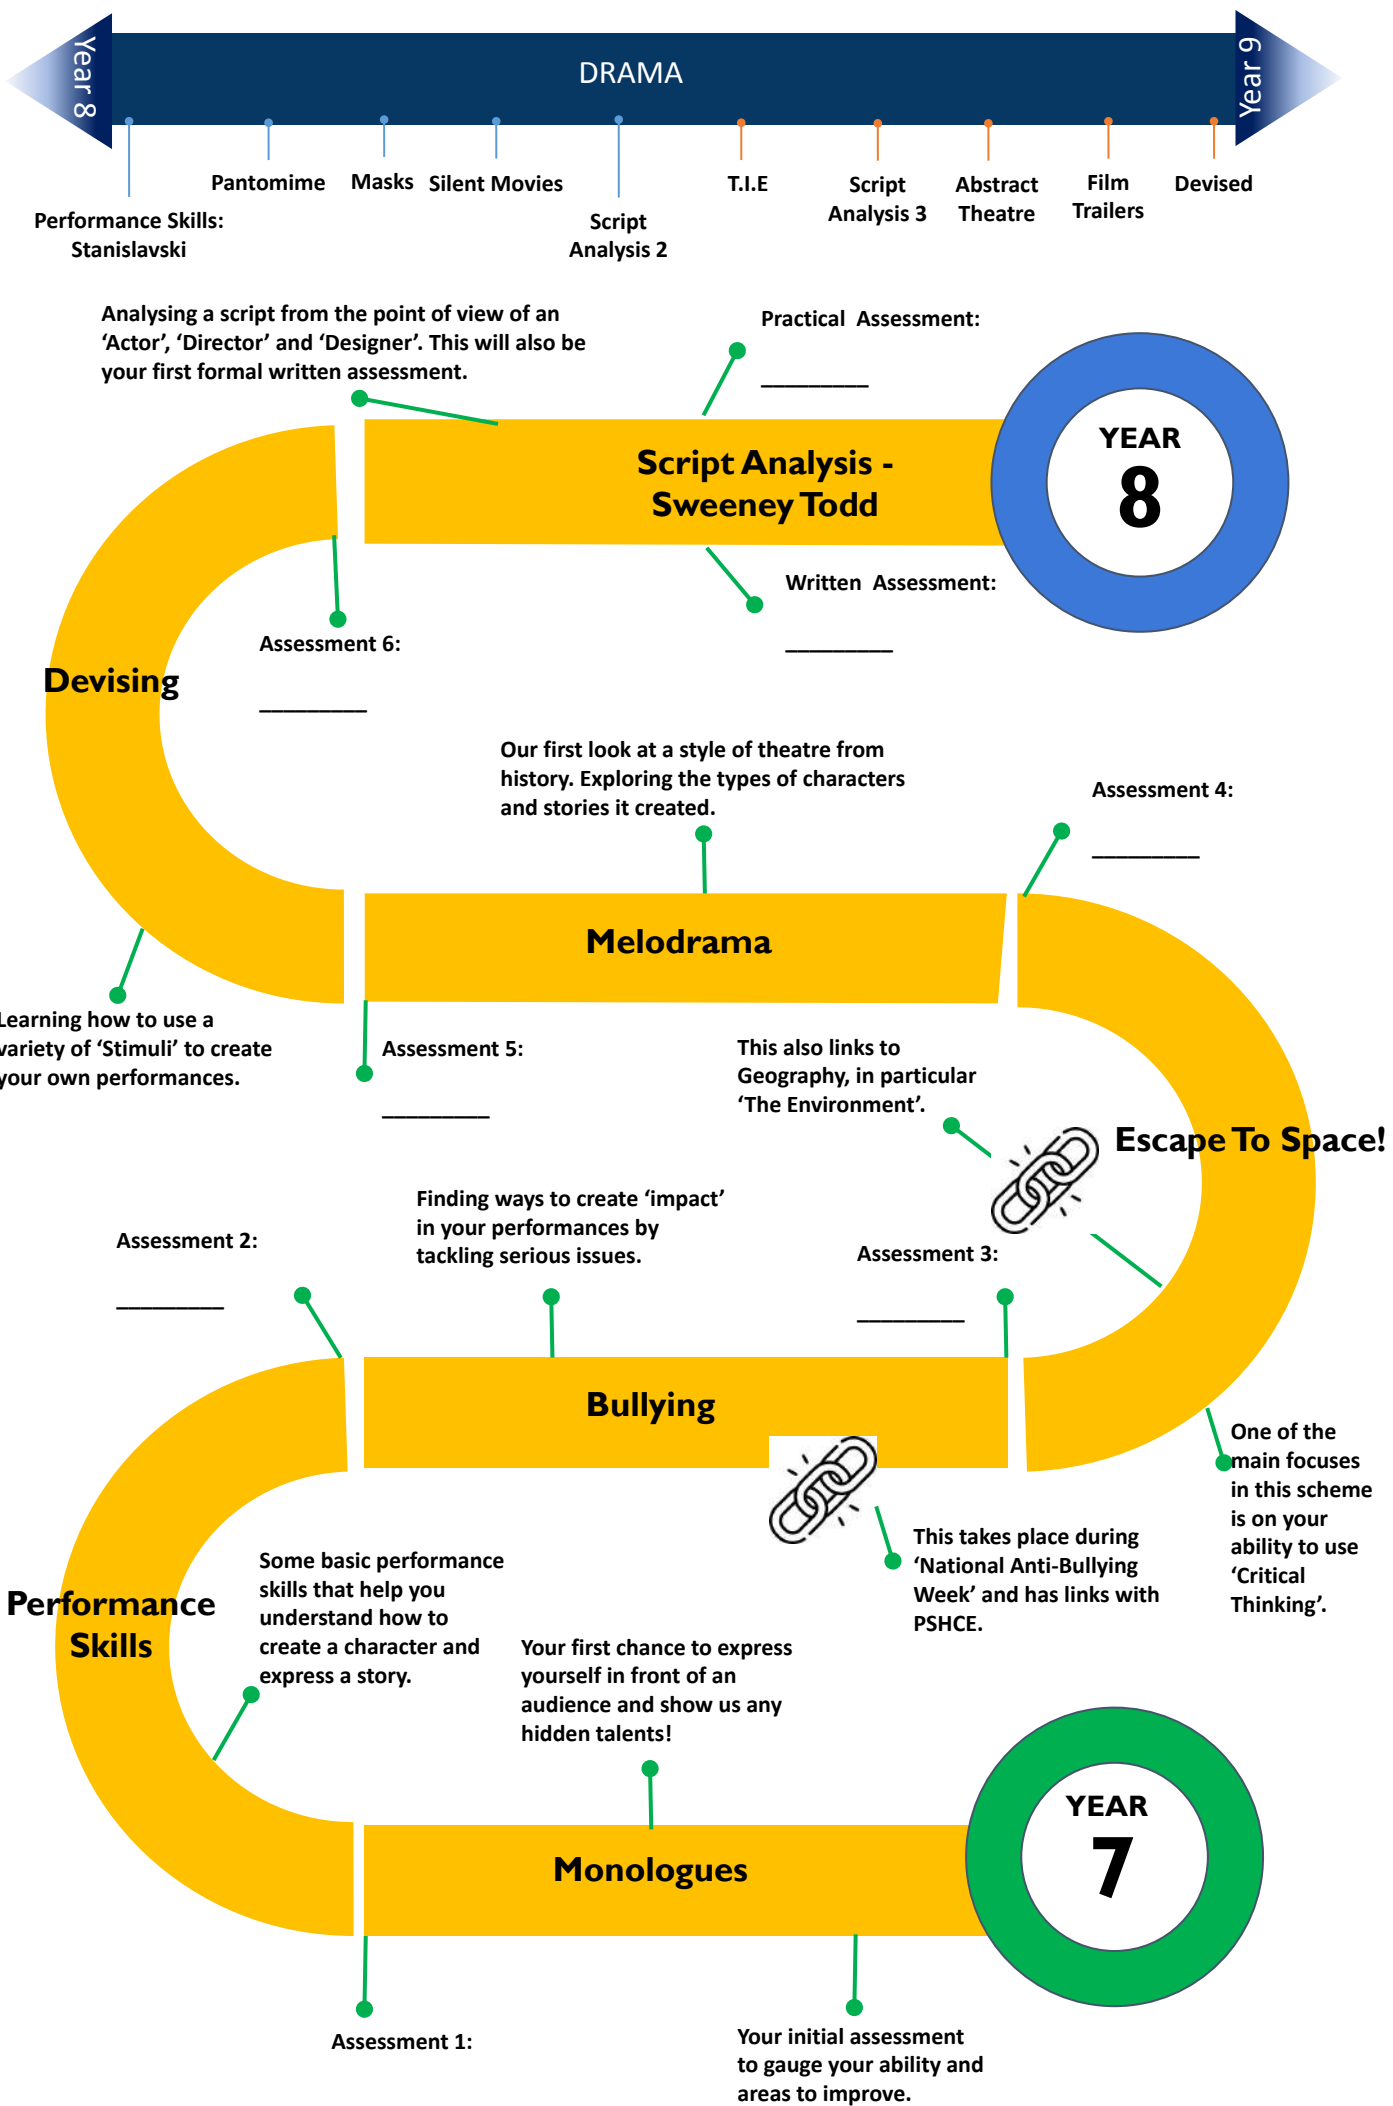 DRAMA
Year 8
Year 9
Performance Skills:
Stanislavski
Pantomime
Masks
Silent Movies
Script
Analysis 2
T.I.E
Script
Analysis 3
Abstract
Theatre
Film
Trailers
Devised
Analysing a script from the point of view of an
‘Actor’, ‘Director’ and ‘Designer’. This will also be
your first formal written assessment.
Practical Assessment:
_________
YEAR
8
Script Analysis -
Sweeney Todd
Written Assessment:
_________
Assessment 6:
_________
Devising
Our first look at a style of theatre from
history. Exploring the types of characters
and stories it created.
Assessment 4:
_________
Melodrama
Learning how to use a
variety of ‘Stimuli’ to create
your own performances.
Assessment 5:
_________
This also links to
Geography, in particular
‘The Environment’.
Escape To Space!
Assessment 2:
_________
Finding ways to create ‘impact’
in your performances by
tackling serious issues.
Assessment 3:
_________
Bullying
One of the
main focuses
in this scheme
is on your
ability to use
‘Critical
Thinking’.
This takes place during
‘National Anti-Bullying
Week’ and has links with
PSHCE.
Performance
Skills
Some basic performance
skills that help you
understand how to
create a character and
express a story.
Your first chance to express
yourself in front of an
audience and show us any
hidden talents!
YEAR
7
Monologues
Assessment 1:
Your initial assessment
to gauge your ability and
areas to improve.